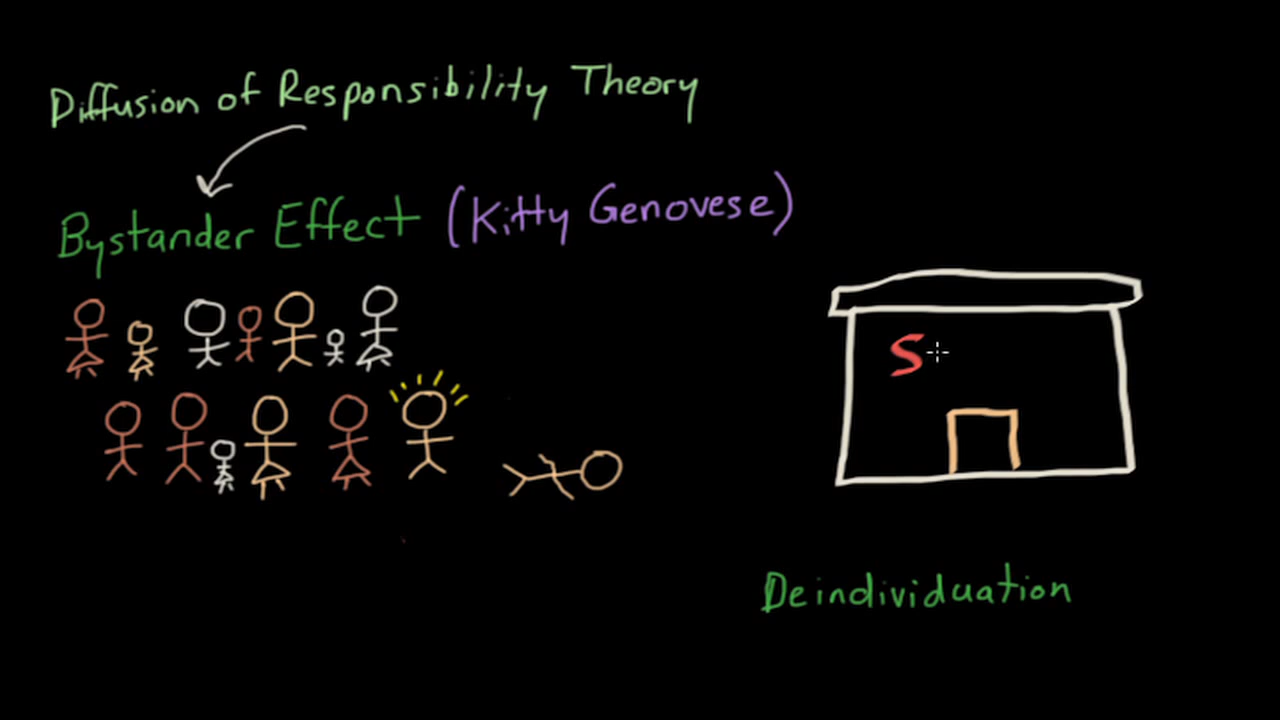 Diffusion of Responsibility Theory
Bystander Effect (Kitty Genovese)
S
Deindividuation